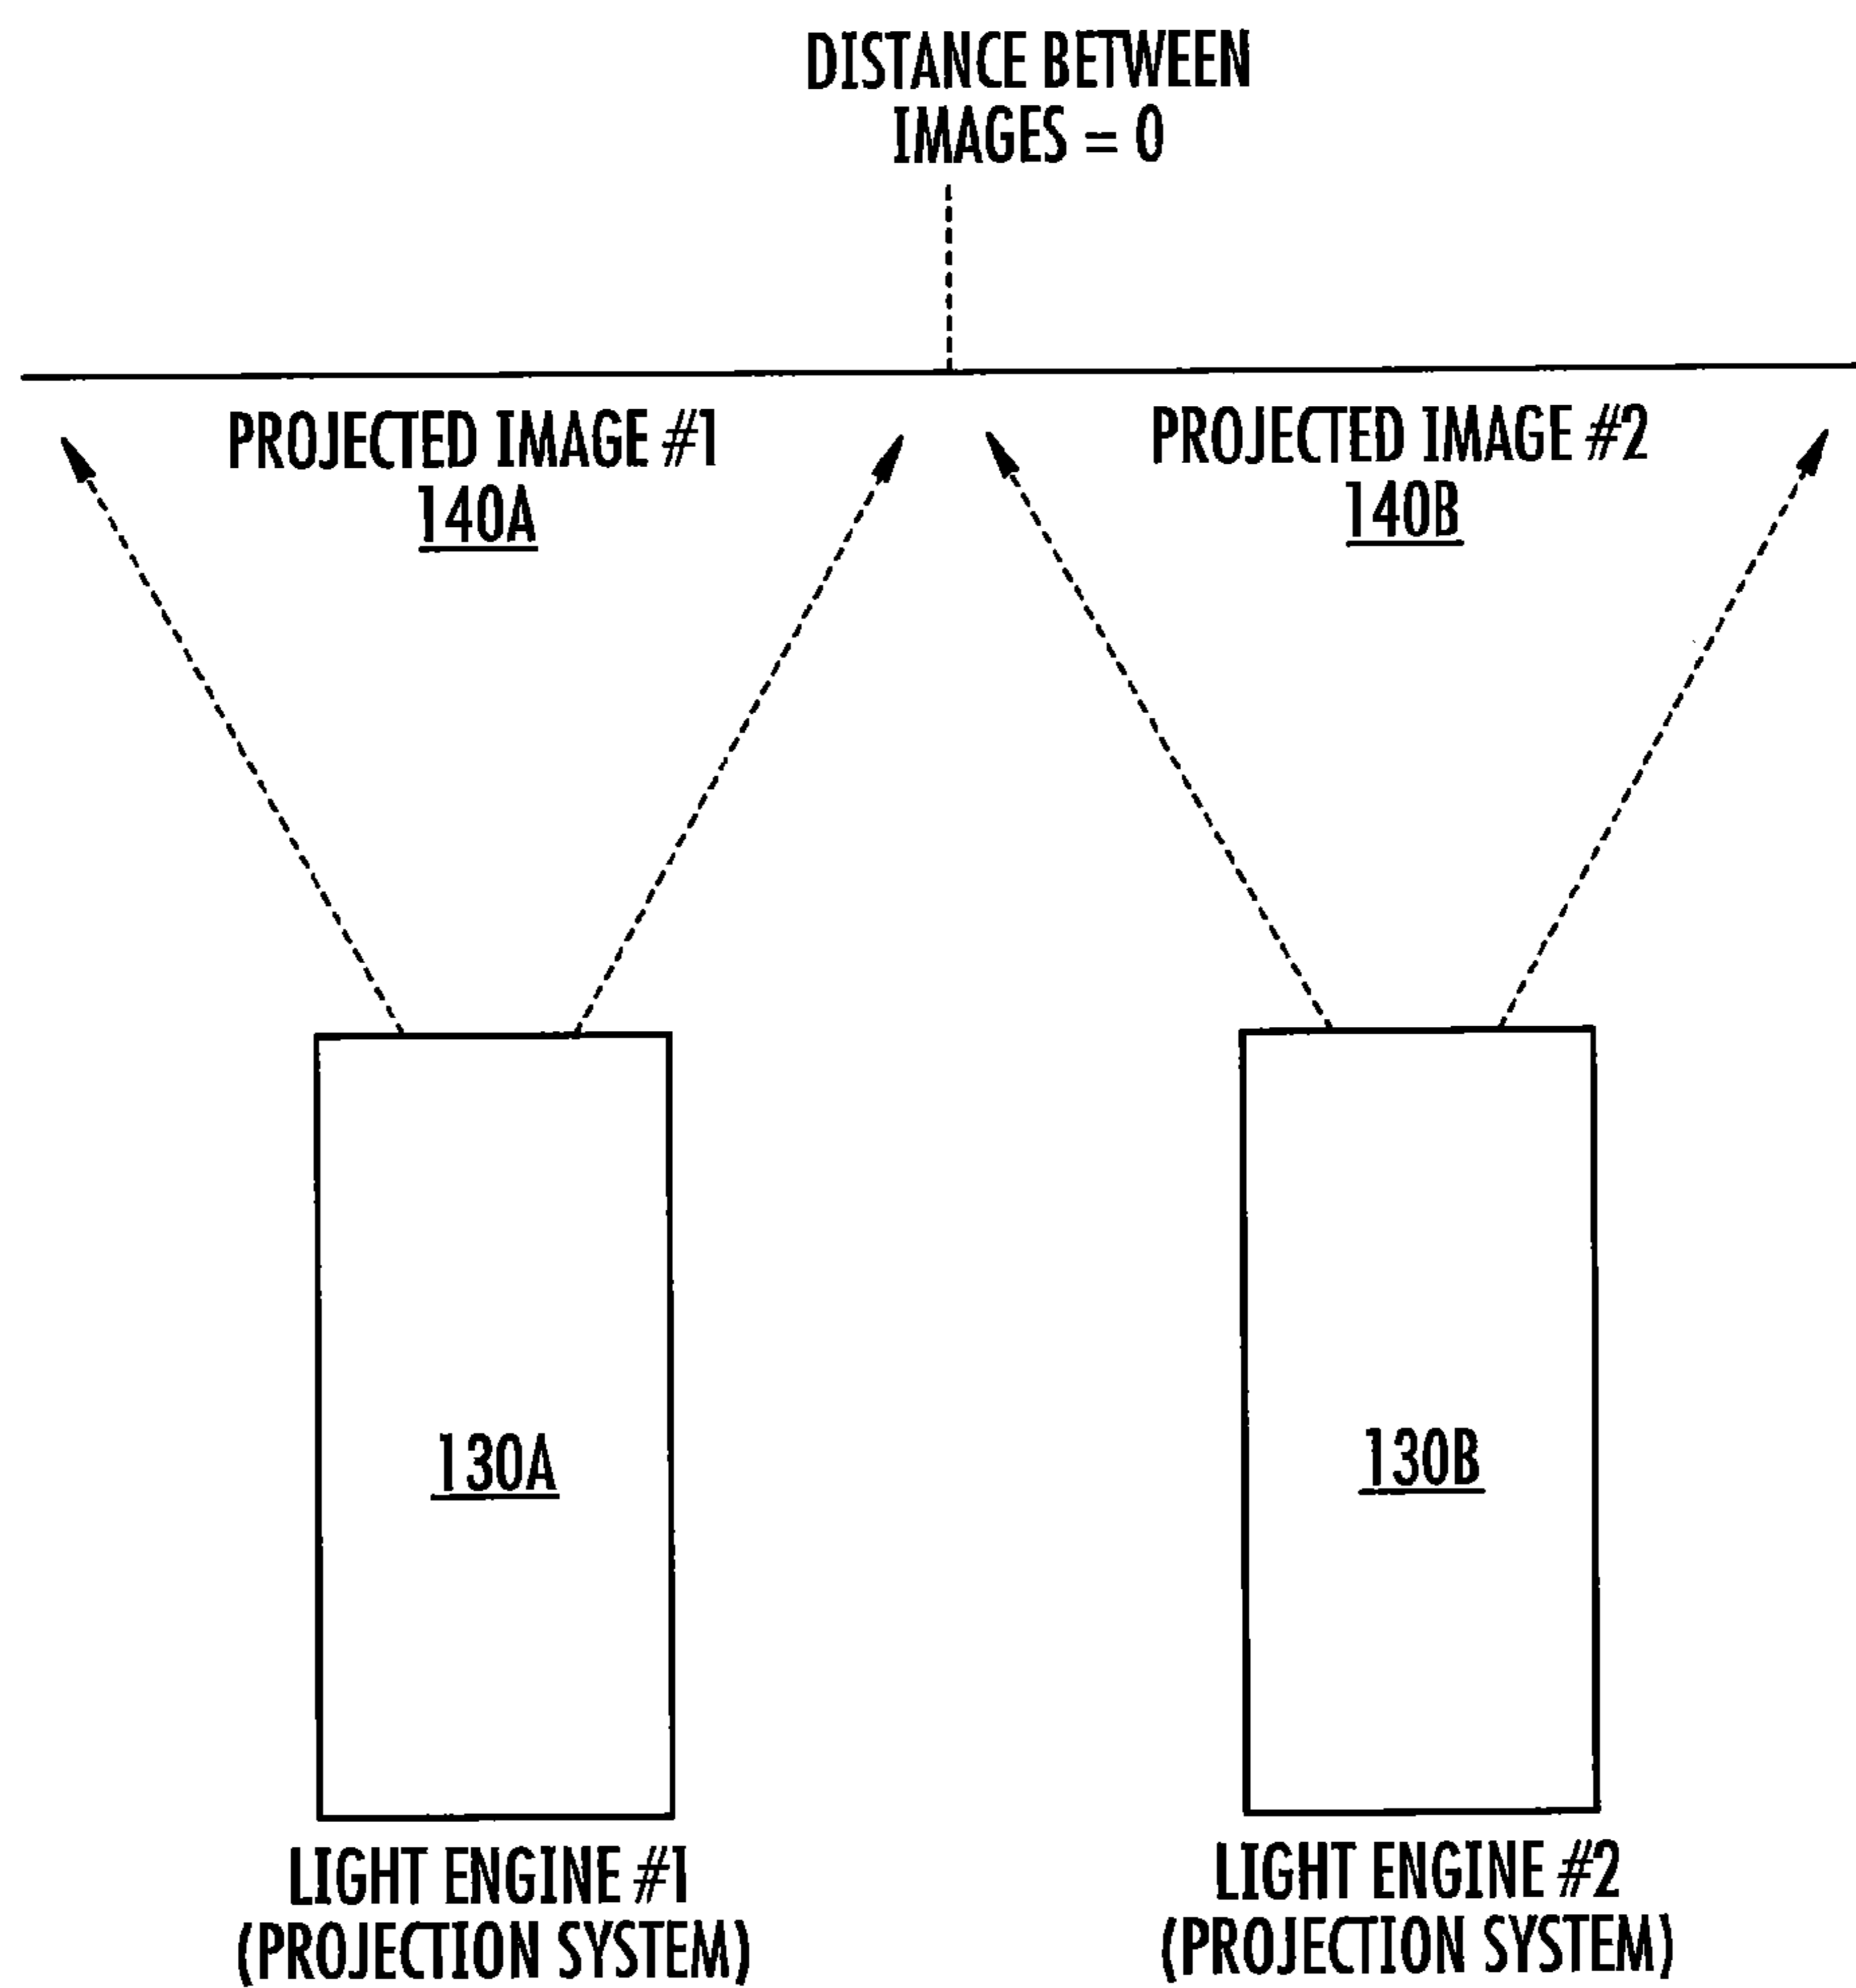 DISTANCE BETWEEN
IMAGES = 0
PROJECTED IMAGE #1
140A
PROJECTED IMAGE #2
140B
130A
130B
LIGHT ENGINE #1
(PROJECTION SYSTEM)
LIGHT ENGINE #2
(PROJECTION SYSTEM)